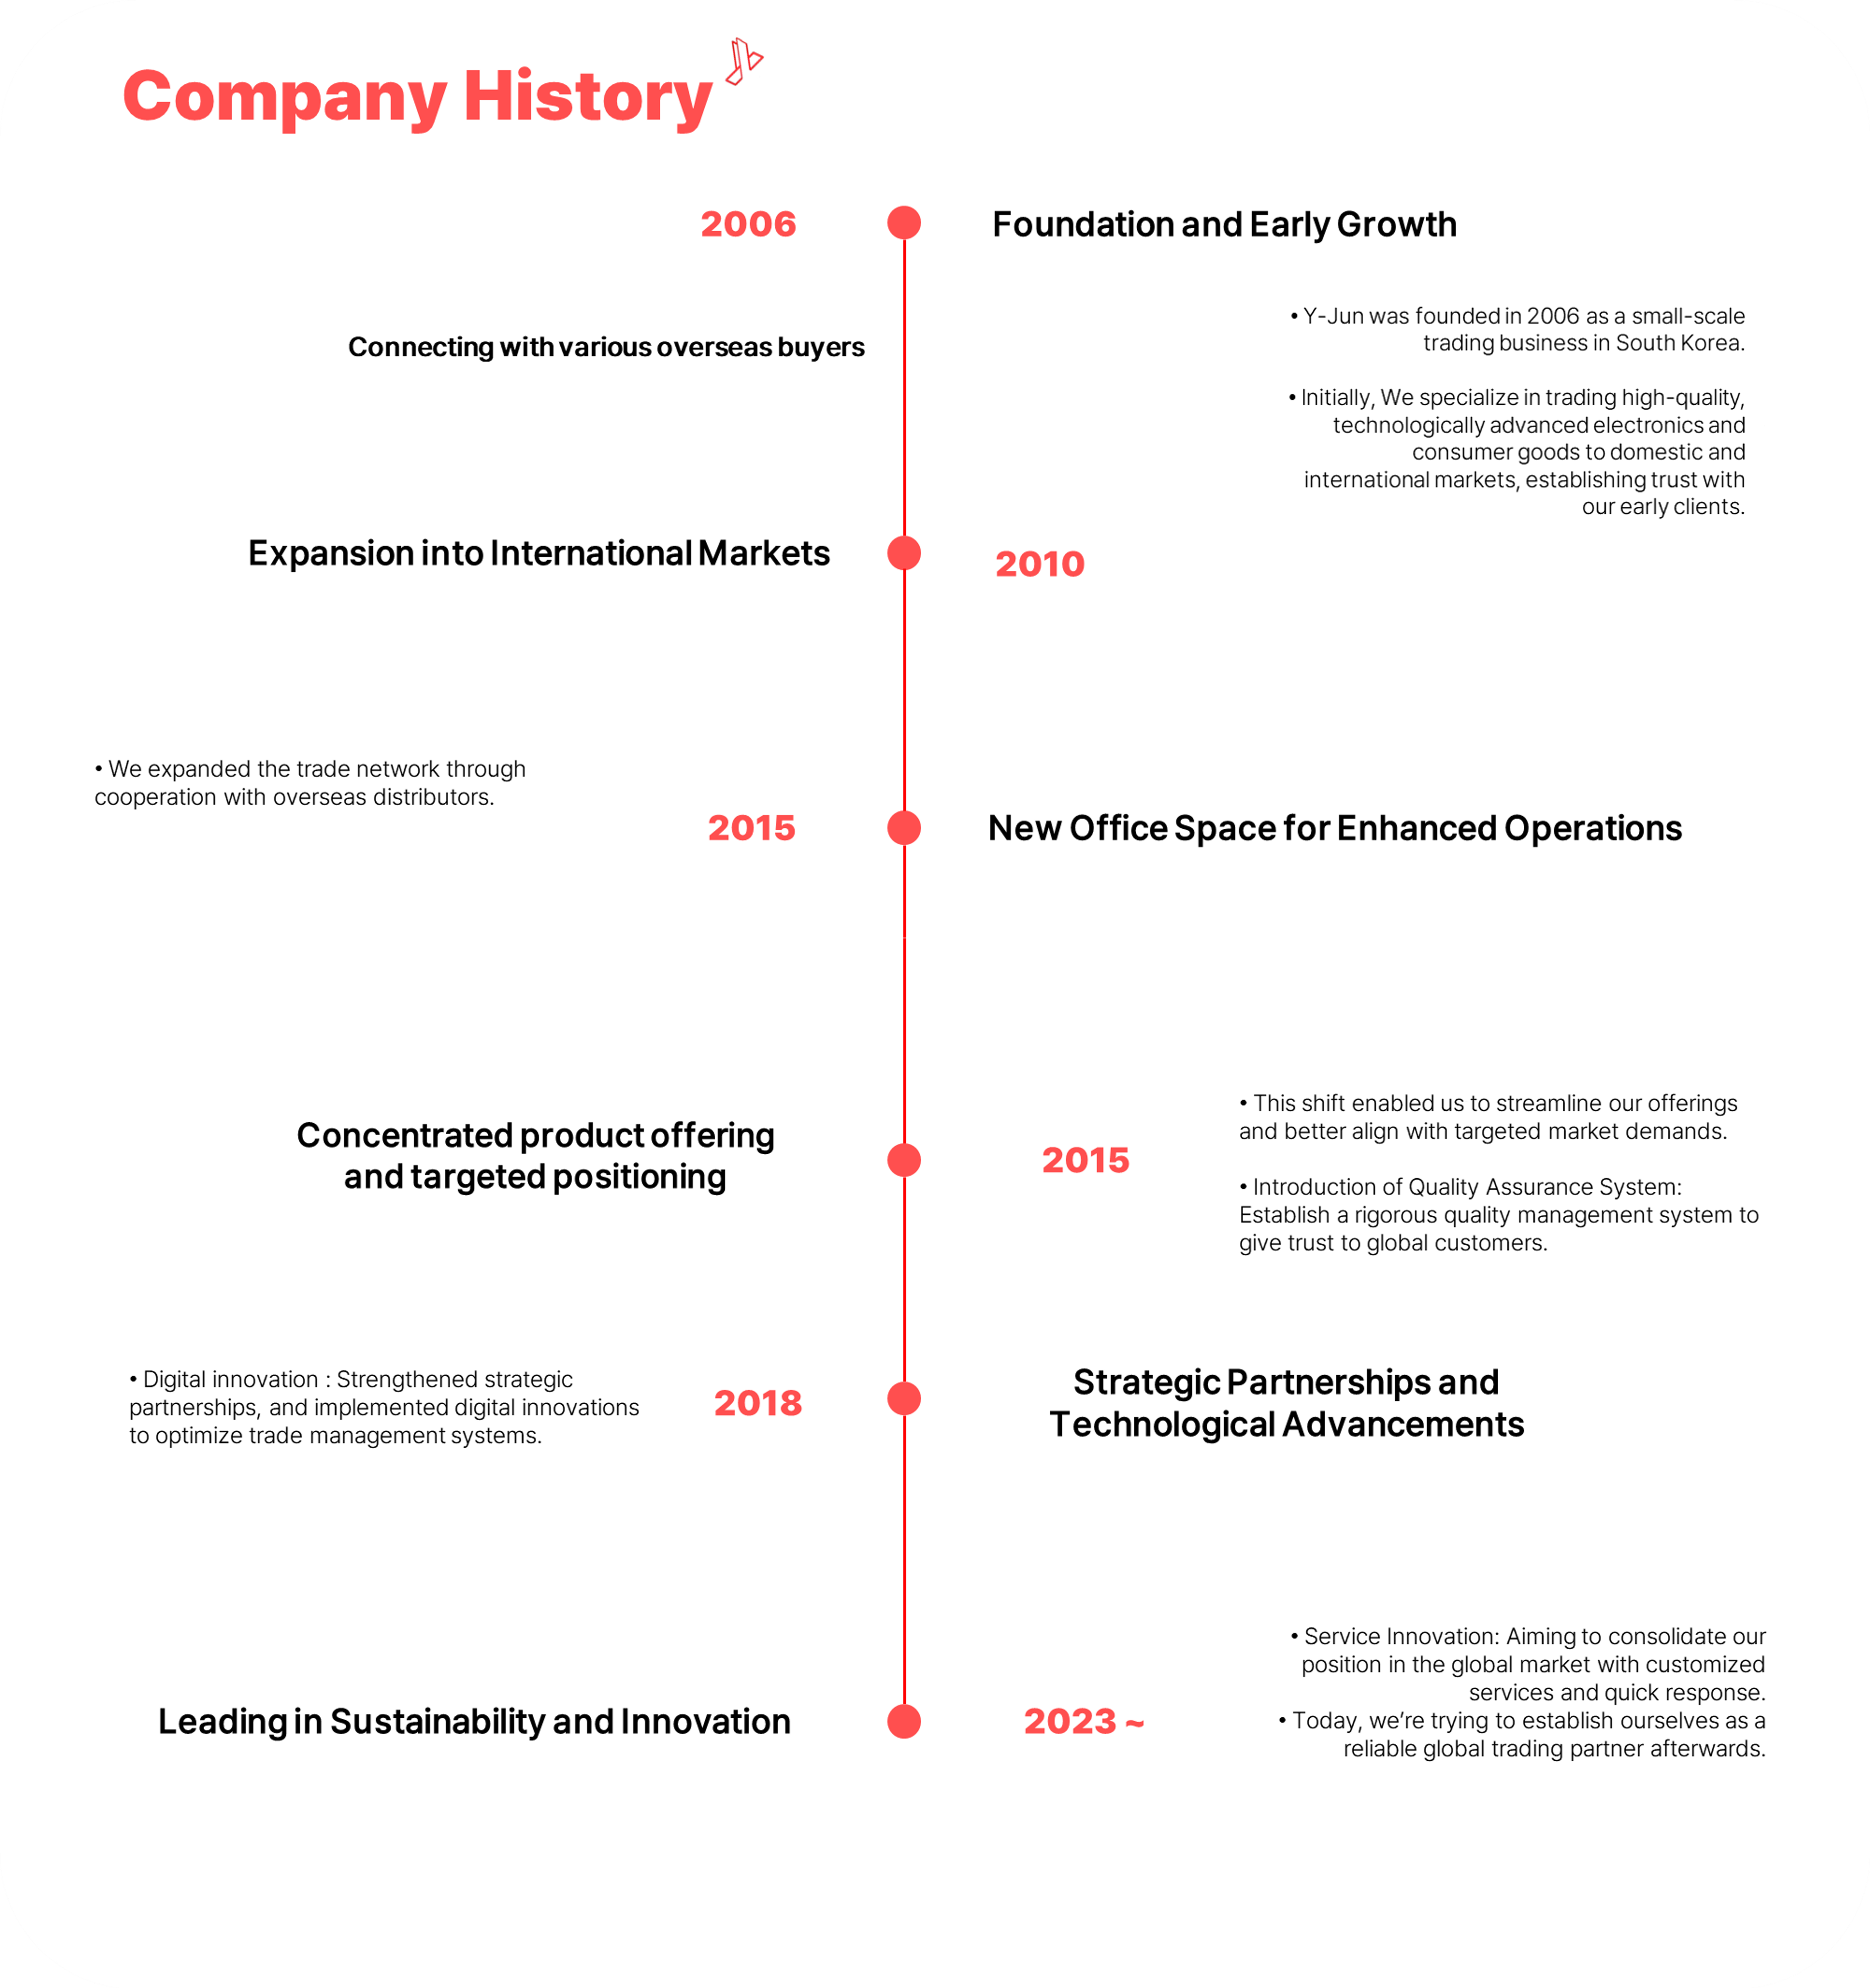 Company History
2006
Foundation and Early Growth
• Y-Jun was founded in 2006 as a small-scale
trading business in South Korea.
Connecting with various overseas buyers
• Initially, We specialize in trading high-quality,
technologically advanced electronics and
consumer goods to domestic and
international markets, establishing trust with
our early clients.
Expansion into International Markets
2010
• We expanded the trade network through
cooperation with overseas distributors.
2015
New Office Space for Enhanced Operations
Concentrated product offering
and targeted positioning
2015
• This shift enabled us to streamline our offerings
and better align with targeted market demands.
• Introduction of Quality Assurance System:
Establish a rigorous quality management system to
give trust to global customers.
• Digital innovation : Strengthened strategic
partnerships, and implemented digital innovations
to optimize trade management systems.
2018
Strategic Partnerships and
Technological Advancements
Leading in Sustainability and Innovation
2023 ~
• Service Innovation: Aiming to consolidate our
position in the global market with customized
services and quick response.
• Today, we’re trying to establish ourselves as a
reliable global trading partner afterwards.